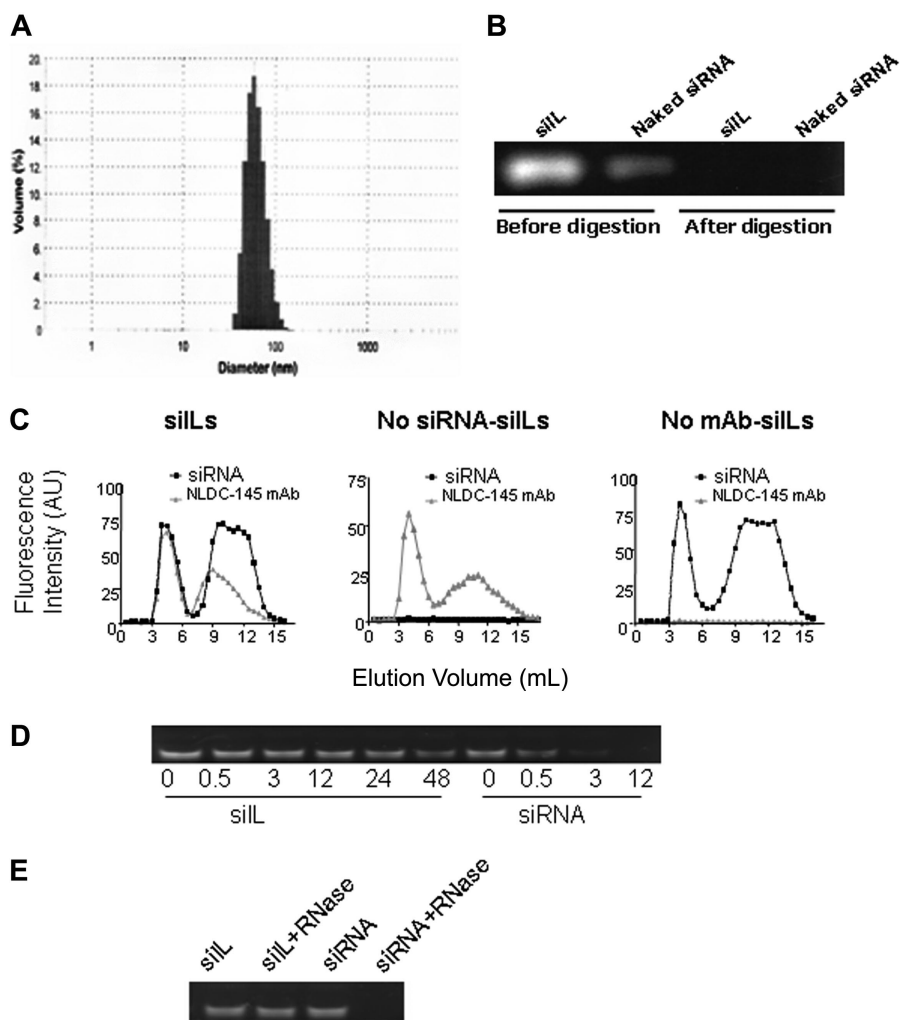 A
20
18
16
14
12
10
8
6
4
2
0
Volume (%)
1 10 100 1000
Diameter (nm)
B
siIL Naked siRNA siIL Naked siRNA
Before digestion After digestion
C
siILs
No siRNA-siILs
No mAb-siILs
Fluorescence
Intensity (AU)
siRNA
NLDC-145 mAb
100
75
50
25
0
0 3 6 9 12 15
siRNA
NLDC-145 mAb
75
50
25
0
3 6 9 12 15
siRNA
NLDC-145 mAb
100
75
50
25
0
0 3 6 9 12 15
Elution Volume (mL)
D
0 0.5 3 12 24 48 0 0.5 3 12
siIL siRNA
E
siIL siIL+RNase siRNA siRNA+RNase